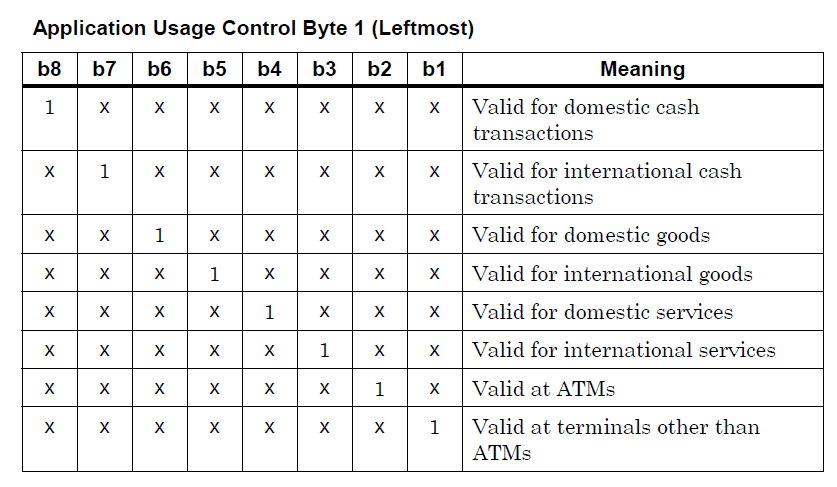 Application Usage Control Byte 1 (Leftmost)
b8 b7 b6 b5 b4 b3 b2 b1 Meaning
1 x x x x x x x Valid for domestic cash
transactions
x 1 x x x x x x Valid for international cash
transactions
x x 1 x x x x x Valid for domestic goods
x x x 1 x x x x Valid for international goods
x x x x 1 x x x Valid for domestic services
x x x x x 1 x x Valid for international services
x x x x x x 1 x Valid at ATMs
x x x x x x x 1 Valid at terminals other than
ATMs